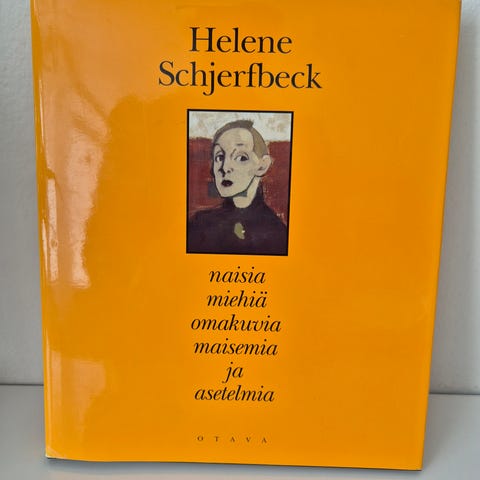 Helene
Schjerfbeck
naisia
miehiä
omakuvia
maisemia
ja
asetelmia
OTAVA